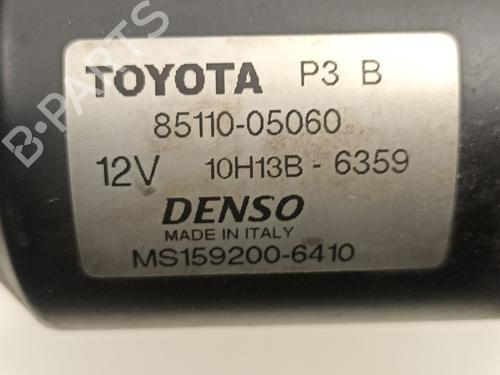 TOYOTA P3 B
85110-05060
12V 10H13B - 6359
DENSO
MADE IN ITALY
MS159200-6410
B-PARTS